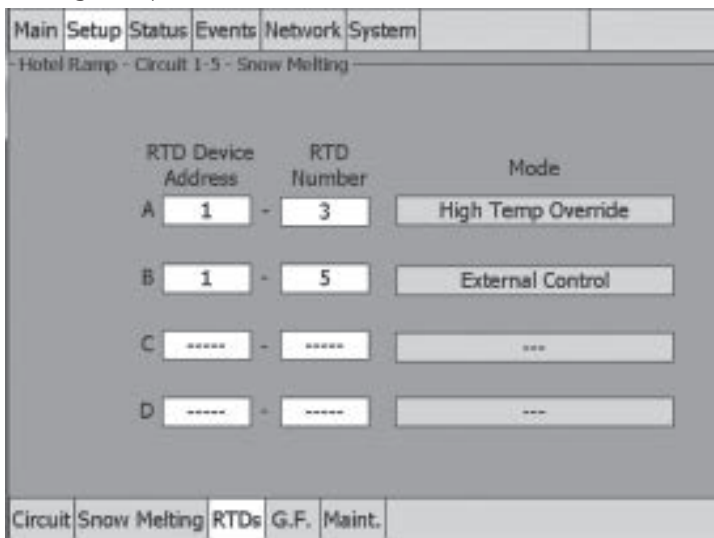 Main Setup Status Events Network System
- Hotel Ramp - Circuit 1-5 - Snow Melting
RTD Device Address RTD Number Mode
A 1 - 3 High Temp Override
B 1 - 5 External Control
C ----- - ----- ---
D ----- - ----- ---
Circuit Snow Melting RTDs G.F. Maint.